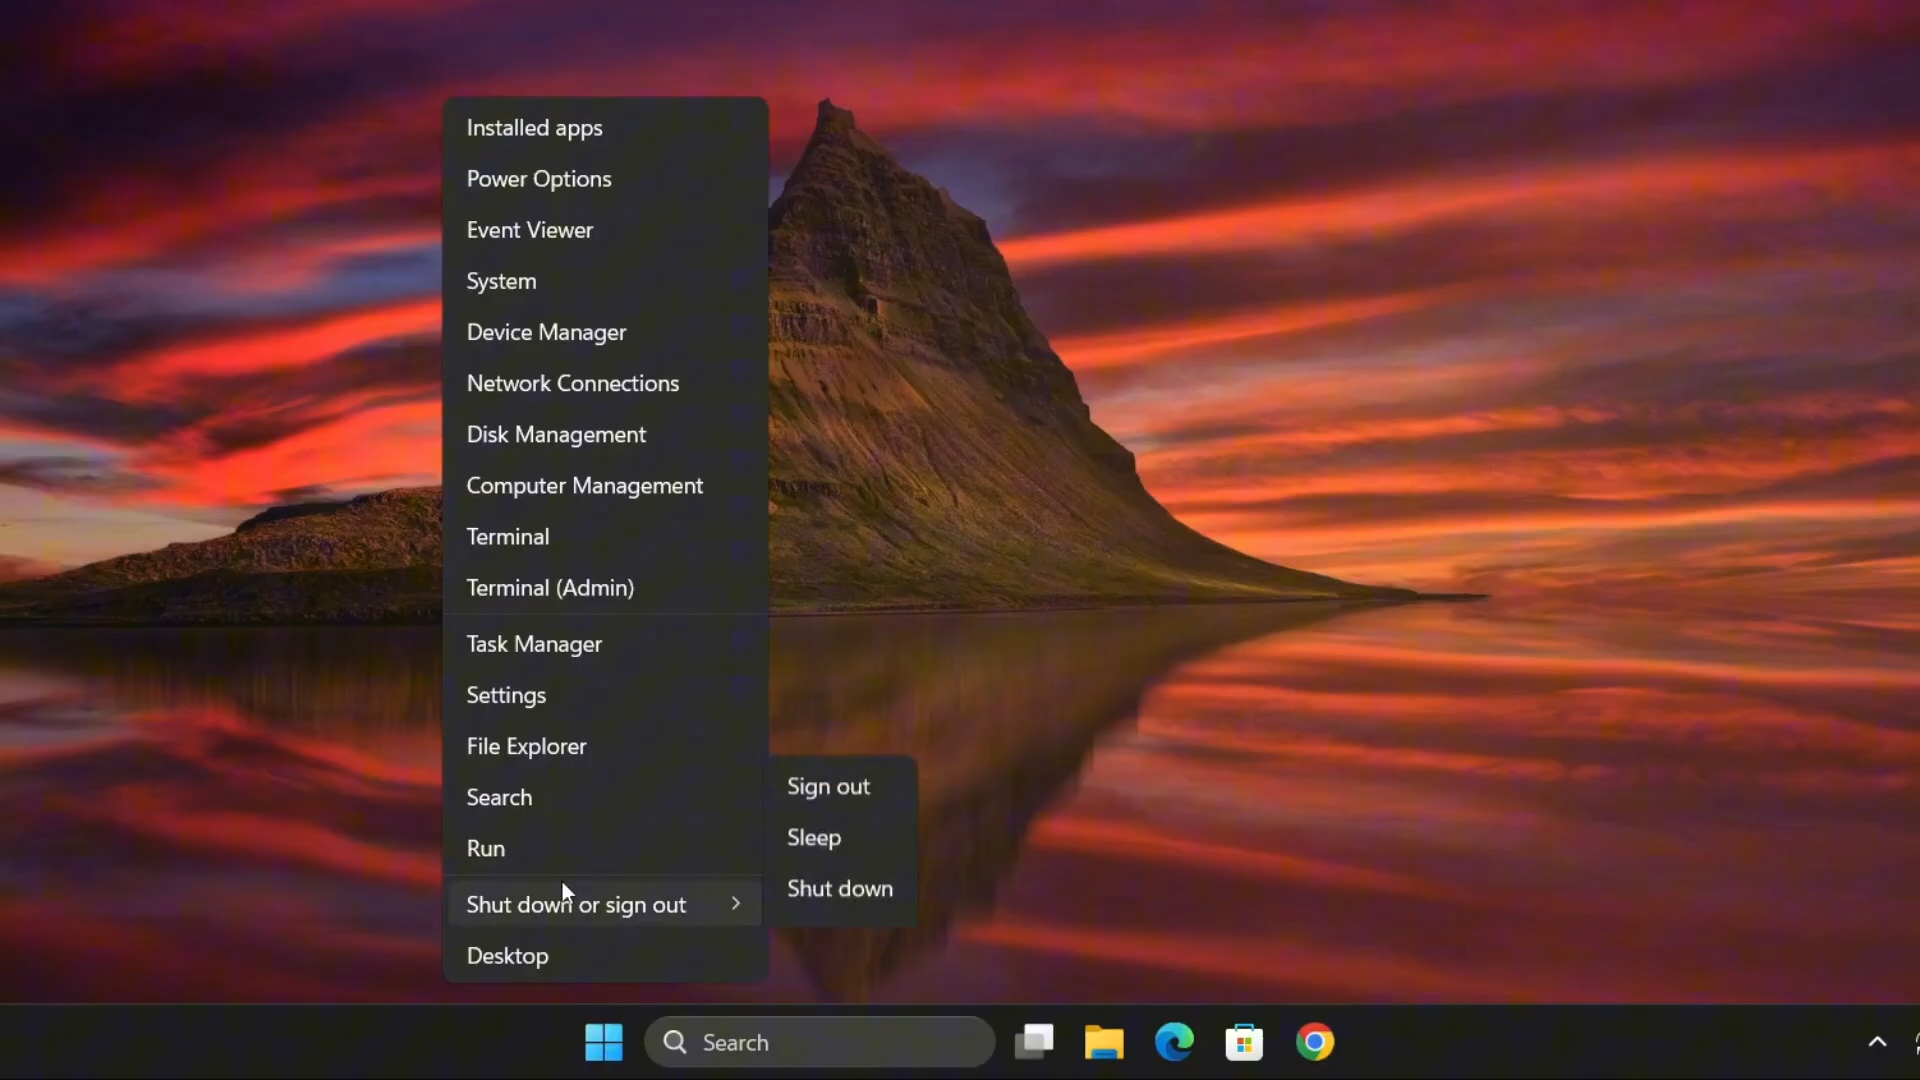 Installed apps
Power Options
Event Viewer
System
Device Manager
Network Connections
Disk Management
Computer Management
Terminal
Terminal (Admin)
Task Manager
Settings
File Explorer
Search
Run
Shut down or sign out
Desktop
Sign out
Sleep
Shut down
Search